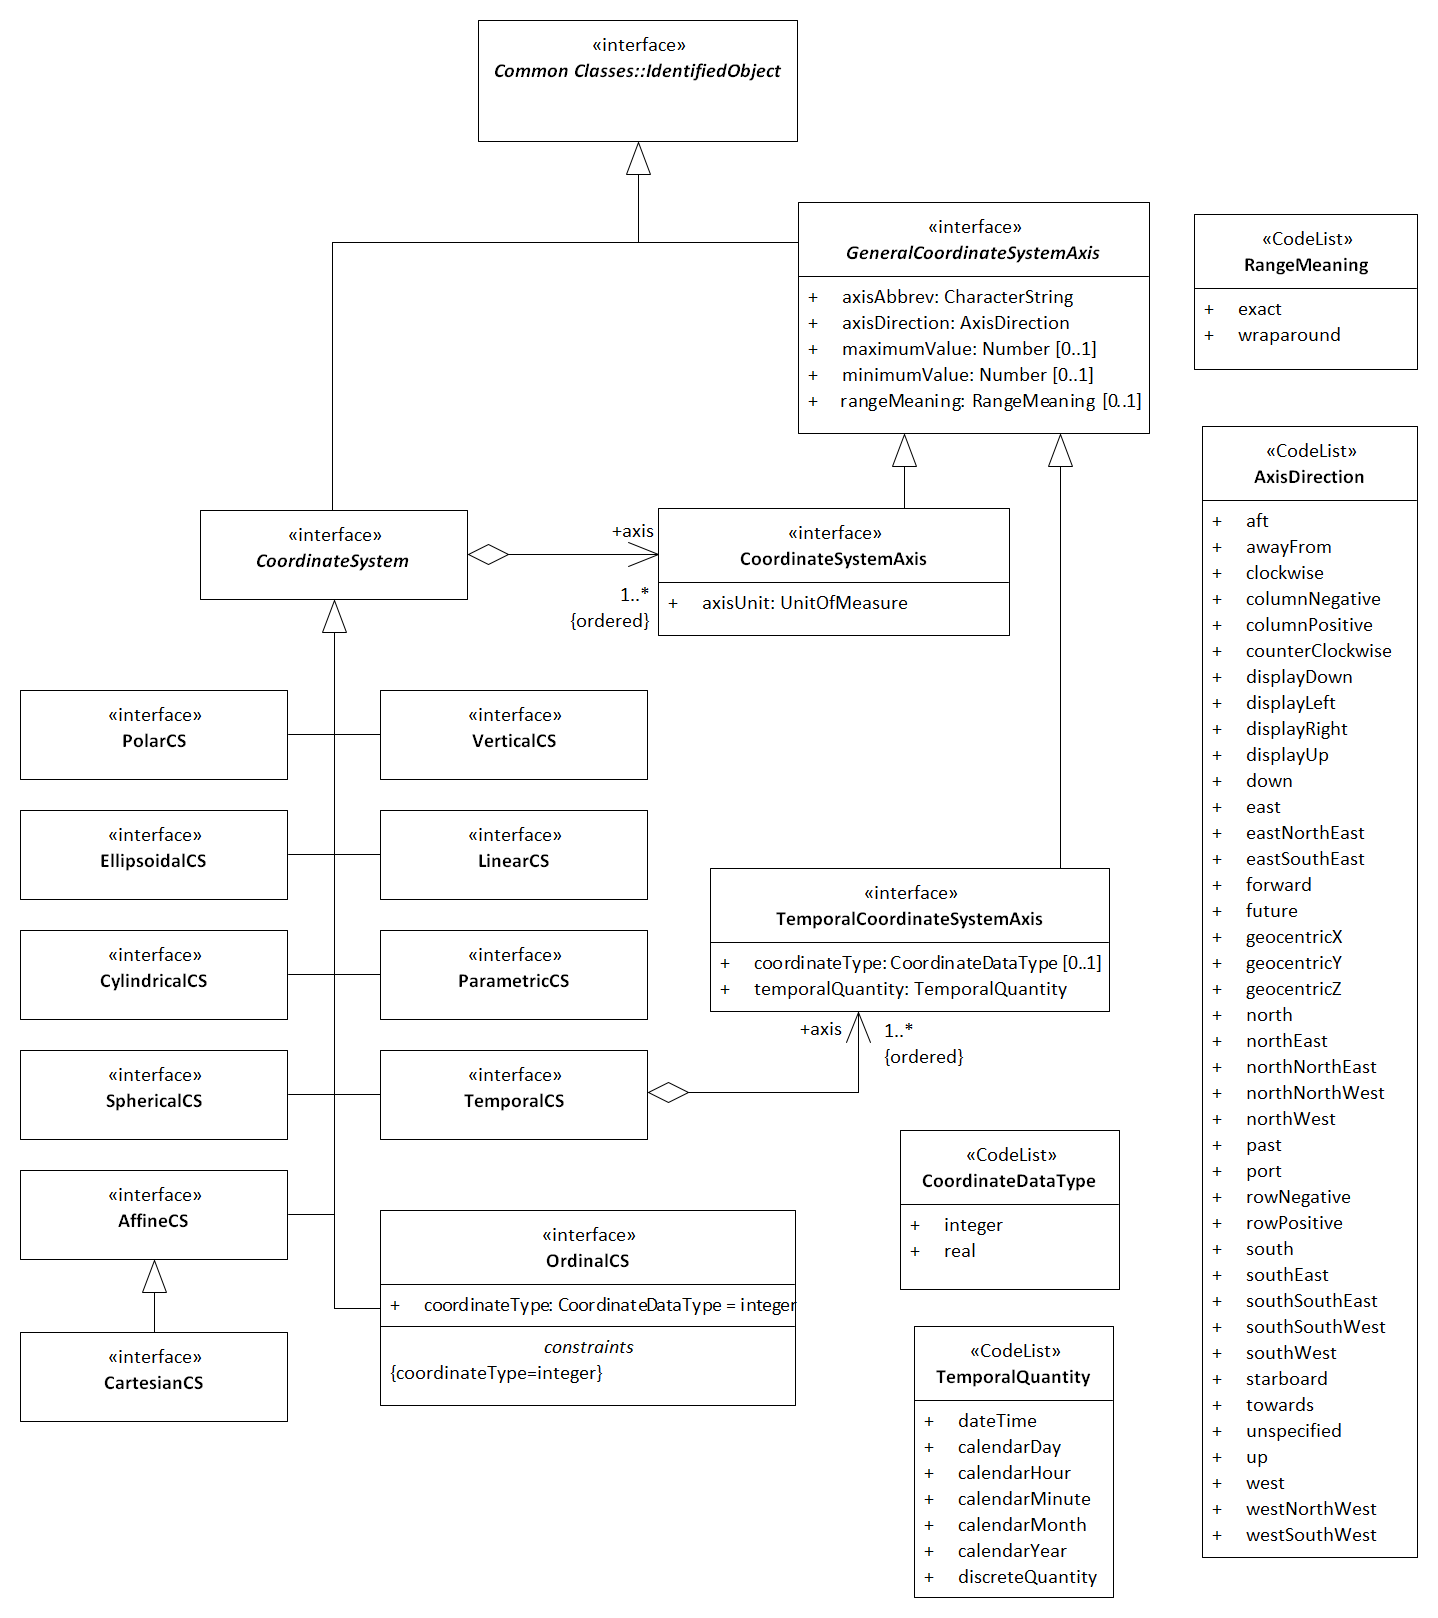 «interface»
Common Classes::IdentifiedObject
«interface»
GeneralCoordinateSystemAxis
+ axisAbbrev: CharacterString
+ axisDirection: AxisDirection
+ maximumValue: Number [0..1]
+ minimumValue: Number [0..1]
+ rangeMeaning: RangeMeaning [0..1]
«CodeList»
RangeMeaning
+ exact
+ wraparound
«interface»
CoordinateSystem
+axis
1..*
{ordered}
«interface»
CoordinateSystemAxis
+ axisUnit: UnitOfMeasure
«interface»
PolarCS
«interface»
VerticalCS
«interface»
EllipsoidalCS
«interface»
LinearCS
«interface»
CylindricalCS
«interface»
ParametricCS
«interface»
SphericalCS
«interface»
TemporalCS
«interface»
AffineCS
«interface»
CartesianCS
«interface»
OrdinalCS
+ coordinateType: CoordinateDataType = integer
constraints
{coordinateType=integer}
«interface»
TemporalCoordinateSystemAxis
+ coordinateType: CoordinateDataType [0..1]
+ temporalQuantity: TemporalQuantity
+axis
1..*
{ordered}
«CodeList»
CoordinateDataType
+ integer
+ real
«CodeList»
TemporalQuantity
+ dateTime
+ calendarDay
+ calendarHour
+ calendarMinute
+ calendarMonth
+ calendarYear
+ discreteQuantity
«CodeList»
AxisDirection
+ aft
+ awayFrom
+ clockwise
+ columnNegative
+ columnPositive
+ counterClockwise
+ displayDown
+ displayLeft
+ displayRight
+ displayUp
+ down
+ east
+ eastNorthEast
+ eastSouthEast
+ forward
+ future
+ geocentricX
+ geocentricY
+ geocentricZ
+ north
+ northEast
+ northNorthEast
+ northNorthWest
+ northWest
+ past
+ port
+ rowNegative
+ rowPositive
+ south
+ southEast
+ southSouthEast
+ southSouthWest
+ southWest
+ starboard
+ towards
+ unspecified
+ up
+ west
+ westNorthWest
+ westSouthWest